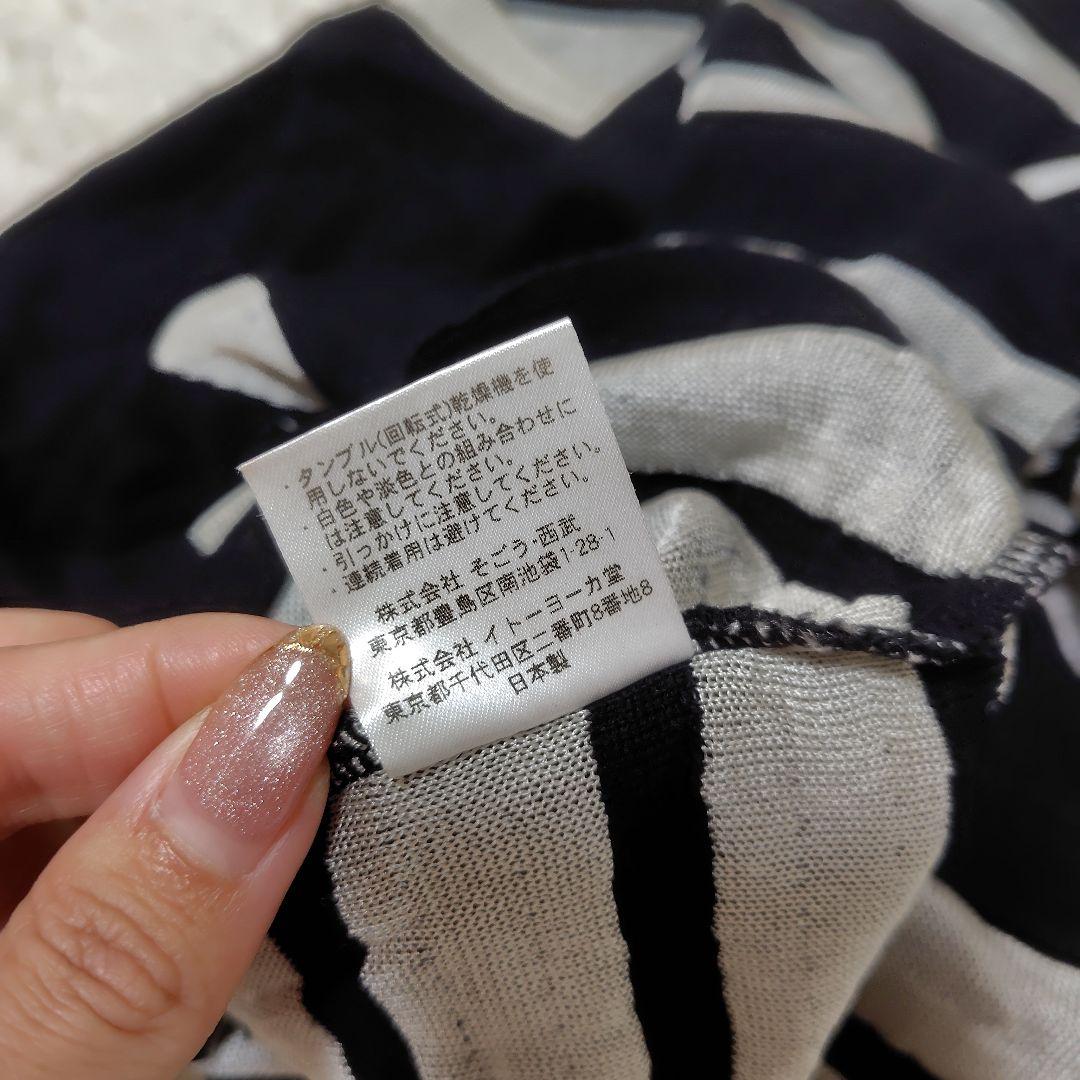 ・タンブル(回転式)乾燥機を使
用しないでください。
・白色や淡色との組み合わせに
は注意してください。
・引っかけに注意してください。
・連続着用は避けてください。
株式会社 そごう・西武
東京都豊島区南池袋1-28-1
株式会社 イトーヨーカ堂
東京都千代田区二番町8番地8
日本製